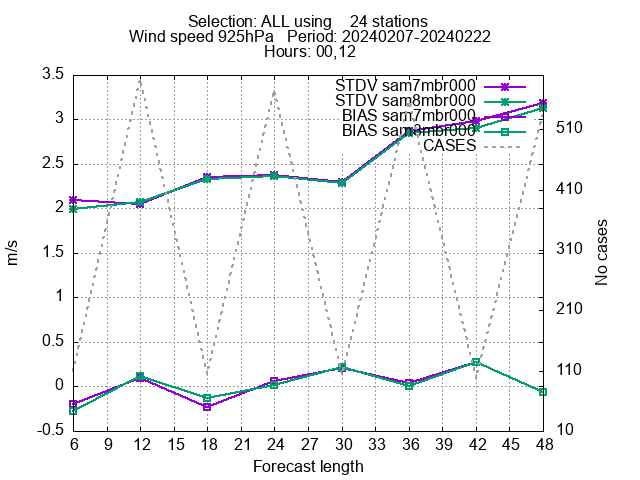 Selection: ALL using 24 stations
Wind speed 925hPa Period: 20240207-20240222
Hours: 00,12
STDV sam7mbr000
STDV sam8mbr000
BIAS sam7mbr000
BIAS sam8mbr000
CASES
3.5
3
2.5
2
1.5
1
0.5
0
-0.5
m/s
510
410
310
210
110
10
No cases
6 9 12 15 18 21 24 27 30 33 36 39 42 45 48
Forecast length